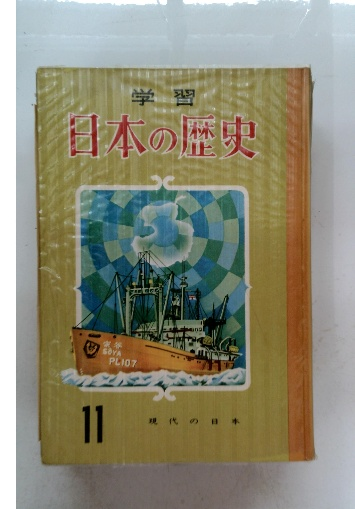 学習
日本の歴史
宗谷
SOYA
PL107
11
現代の日本